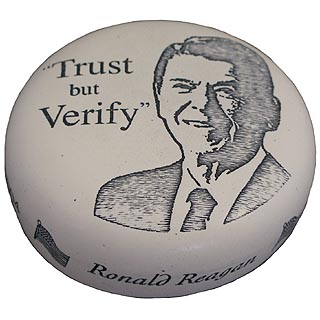 "Trust
but
Verify"
Ronald Reagan